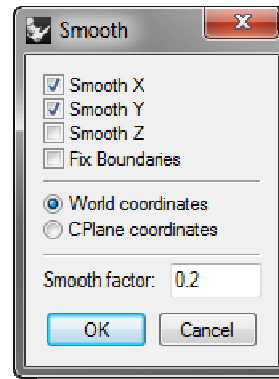 Smooth
Smooth X
Smooth Y
Smooth Z
Fix Boundaries
World coordinates
CPlane coordinates
Smooth factor: 0.2
OK Cancel